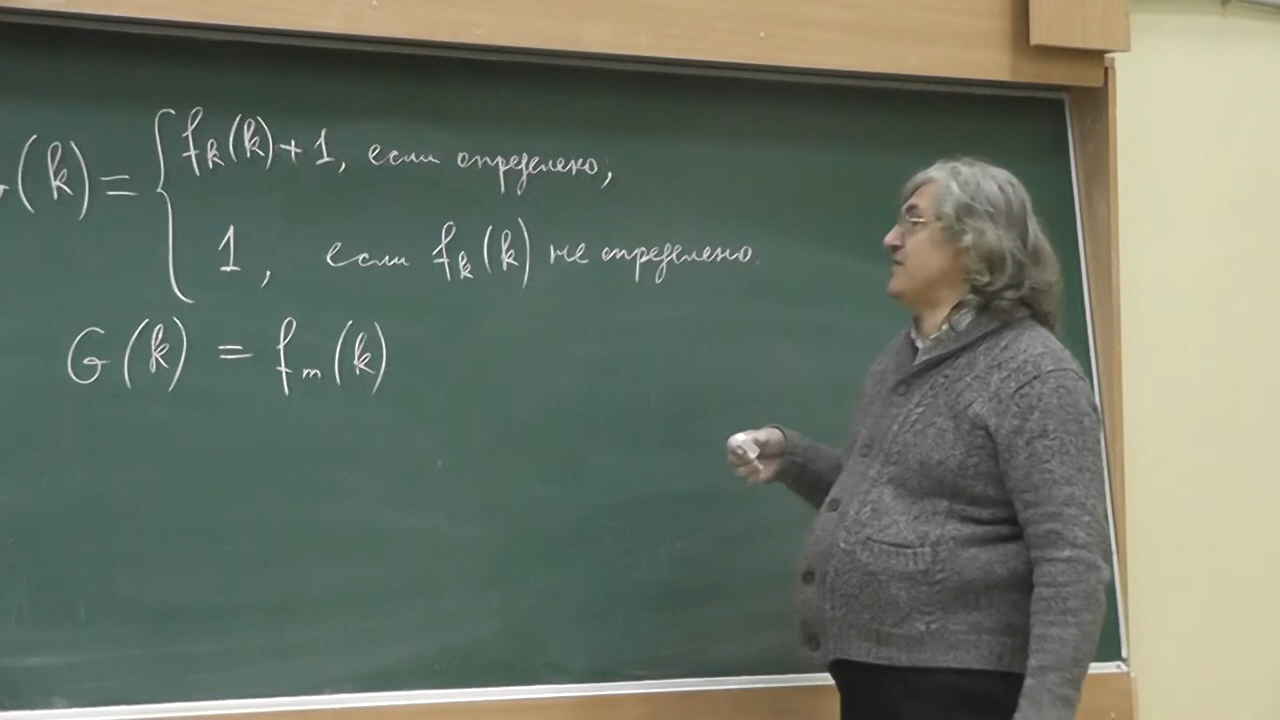 (k) = { f_k(k) + 1, если определено;
1, если f_k(k) не определено.
G(k) = f_m(k)